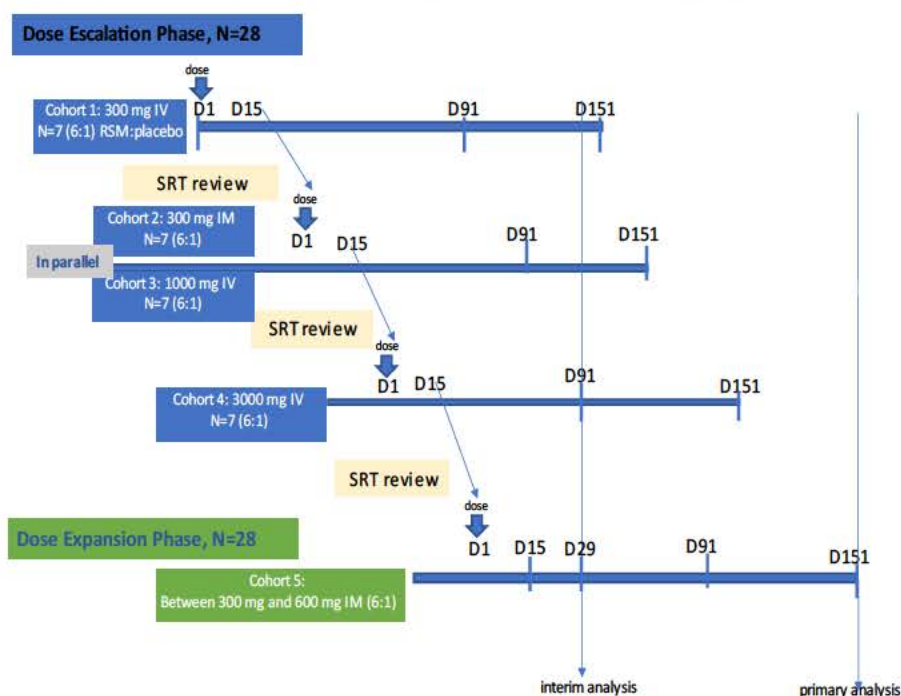 Dose Escalation Phase, N=28
dose
Cohort 1: 300 mg IV
N=7 (6:1) RSM:placebo
D1
D15
D91
D151
SRT review
dose
Cohort 2: 300 mg IM
N=7 (6:1)
D1
D15
D91
D151
In parallel
Cohort 3: 1000 mg IV
N=7 (6:1)
SRT review
dose
D1
D15
D91
D151
Cohort 4: 3000 mg IV
N=7 (6:1)
SRT review
dose
Dose Expansion Phase, N=28
D1
D15
D29
D91
D151
Cohort 5:
Between 300 mg and 600 mg IM (6:1)
interim analysis
primary analysis